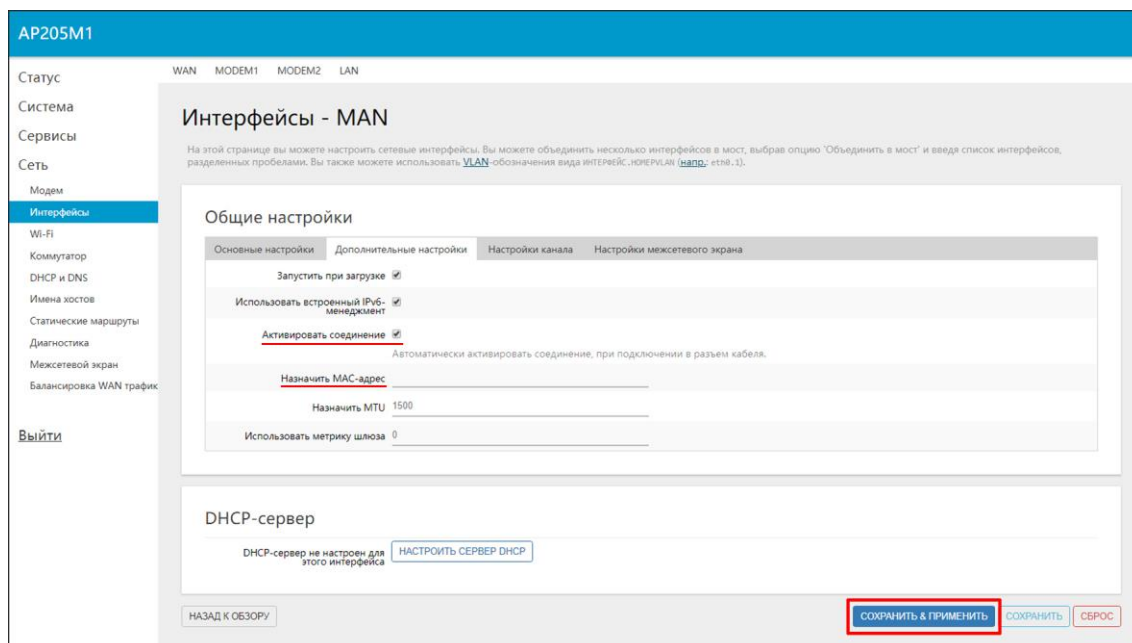 AP205M1
Статус
Система
Сервисы
Сеть
Модем
Интерфейсы
Wi-Fi
Коммутатор
DHCP и DNS
Имена хостов
Статические маршруты
Диагностика
Межсетевой экран
Балансировка WAN трафик
Выйти
WAN MODEM1 MODEM2 LAN
Интерфейсы - MAN
На этой странице вы можете настроить сетевые интерфейсы. Вы можете объединить несколько интерфейсов в мост, выбрав опцию 'Объединить в мост' и введя список интерфейсов,
разделенных пробелами. Вы также можете использовать VLAN-обозначения вида ИНТЕРФЕЙС.НОМЕРVLAN (напр.: eth0.1).
Общие настройки
Основные настройки Дополнительные настройки Настройки канала Настройки межсетевого экрана
Запустить при загрузке
Использовать встроенный IPv6-
менеджмент
Активировать соединение
Автоматически активировать соединение, при подключении в разъем кабеля.
Назначить MAC-адрес
Назначить MTU 1500
Использовать метрику шлюза 0
DHCP-сервер
DHCP-сервер не настроен для
этого интерфейса
НАСТРОИТЬ СЕРВЕР DHCP
НАЗАД К ОБЗОРУ СОХРАНИТЬ & ПРИМЕНИТЬ СОХРАНИТЬ СБРОС